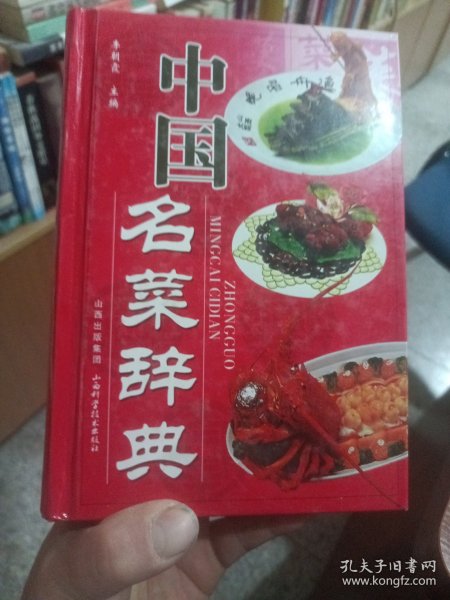 李朝霞 主编
中国
名菜辞典
ZHONGGUO
MINGCAI CIDIAN
山西出版集团 山西科学技术出版社
孔夫子旧书网
www.kongfz.com